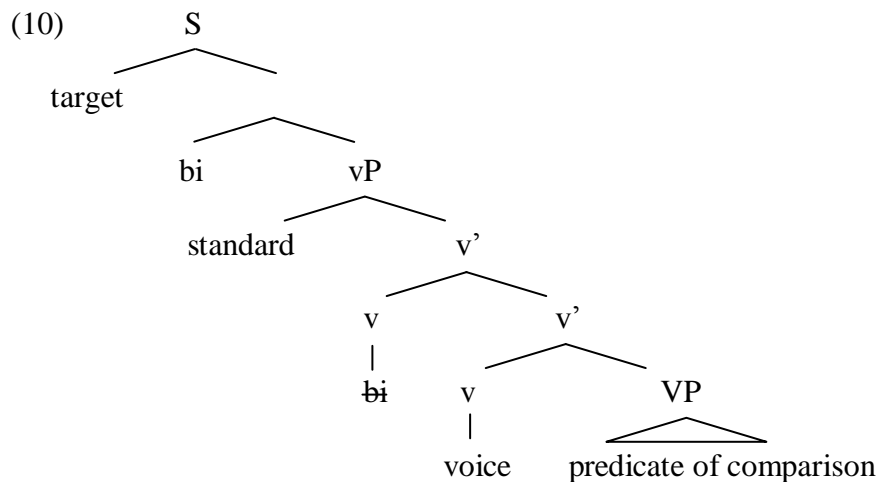 (10) S
target
bi vP
standard v’
v v’
bi v VP
voice predicate of comparison